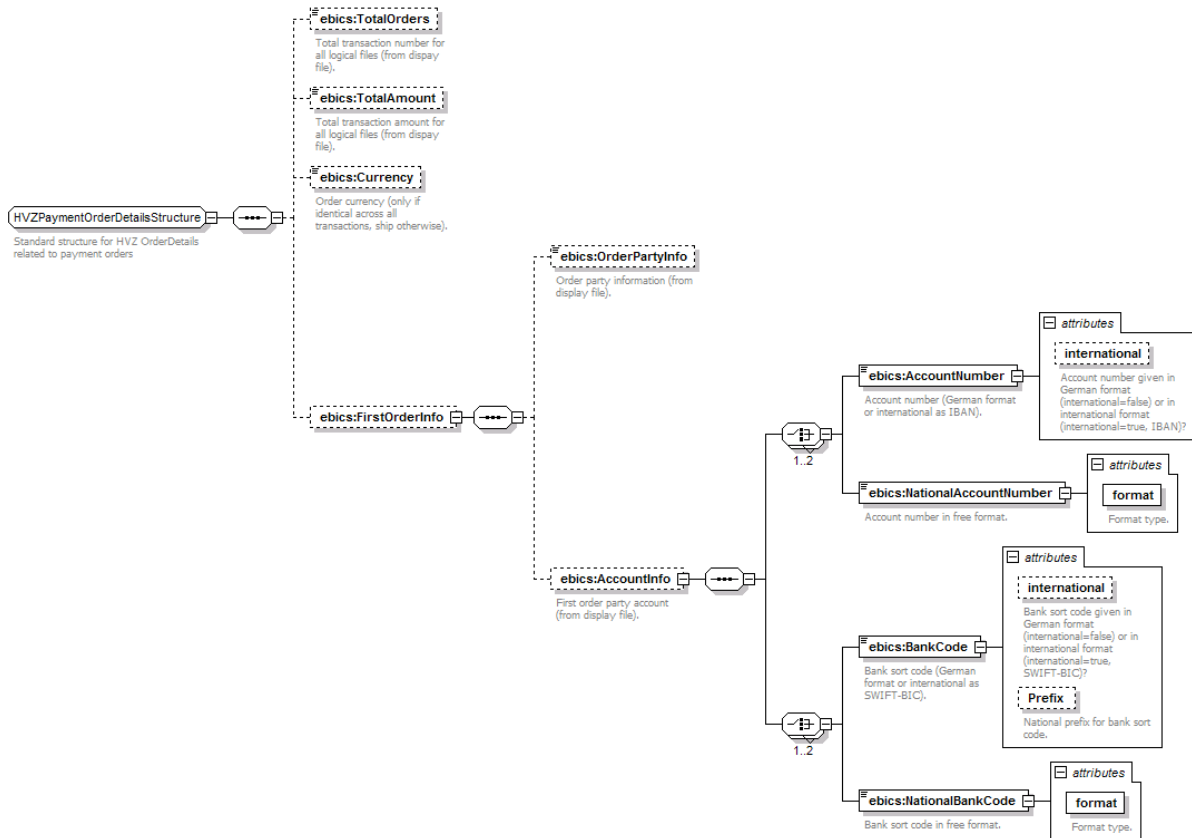 ebics:TotalOrders
Total transaction number for
all logical files (from dispay
file).
ebics:TotalAmount
Total transaction amount for
all logical files (from dispay
file).
ebics:Currency
Order currency (only if
identical across all
transactions, ship otherwise).
HVZPaymentOrderDetailsStructure
Standard structure for HVZ OrderDetails
related to payment orders
ebics:OrderPartyInfo
Order party information (from
display file).
ebics:FirstOrderInfo
attributes
international
Account number given in
German format
(international=false) or in
international format
(international=true, IBAN)?
ebics:AccountNumber
Account number (German format
or international as IBAN).
1..2
attributes
format
Format type.
ebics:NationalAccountNumber
Account number in free format.
ebics:AccountInfo
First order party account
(from display file).
attributes
international
Bank sort code given in
German format
(international=false) or in
international format
(international=true,
SWIFT-BIC)?
Prefix
National prefix for bank sort
code.
ebics:BankCode
Bank sort code (German
format or international as
SWIFT-BIC).
1..2
attributes
format
Format type.
ebics:NationalBankCode
Bank sort code in free format.